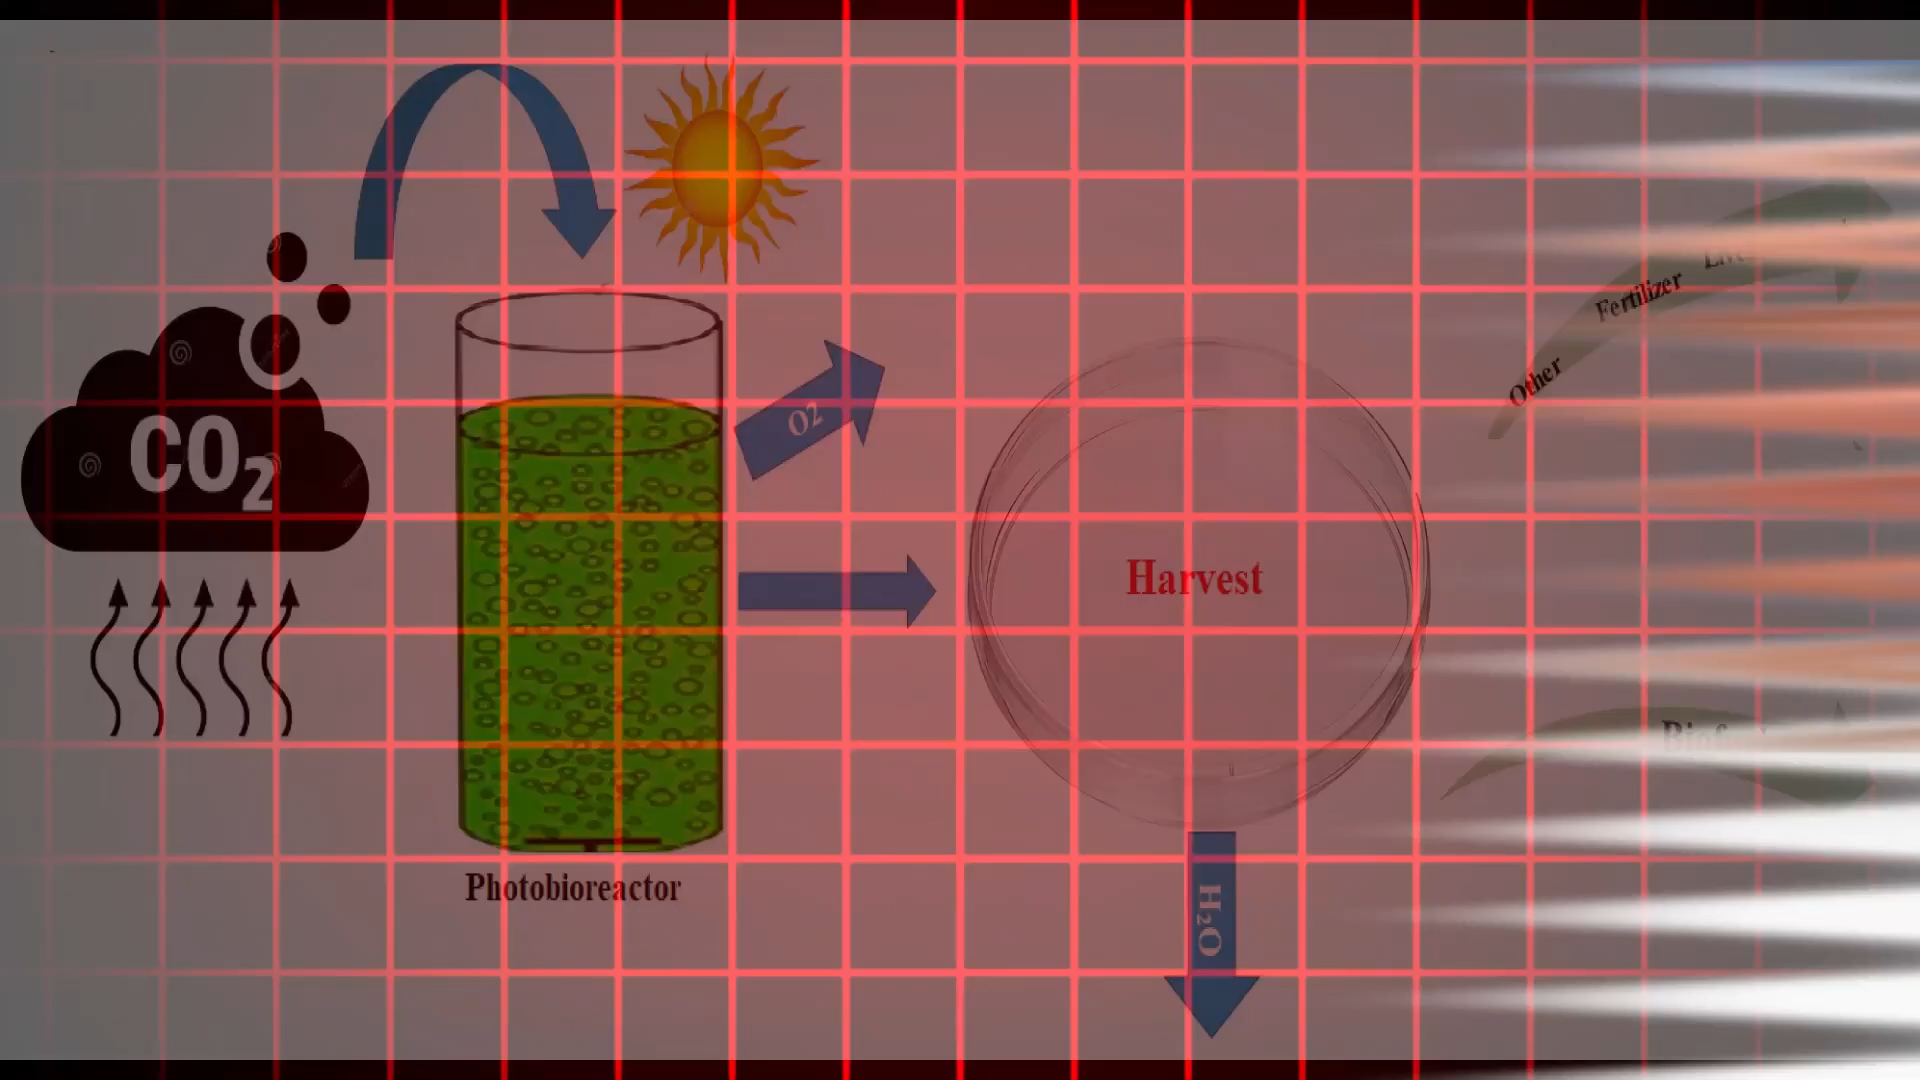 CO2
O2
Harvest
Photobioreactor
H2O
Other
Fertilizer